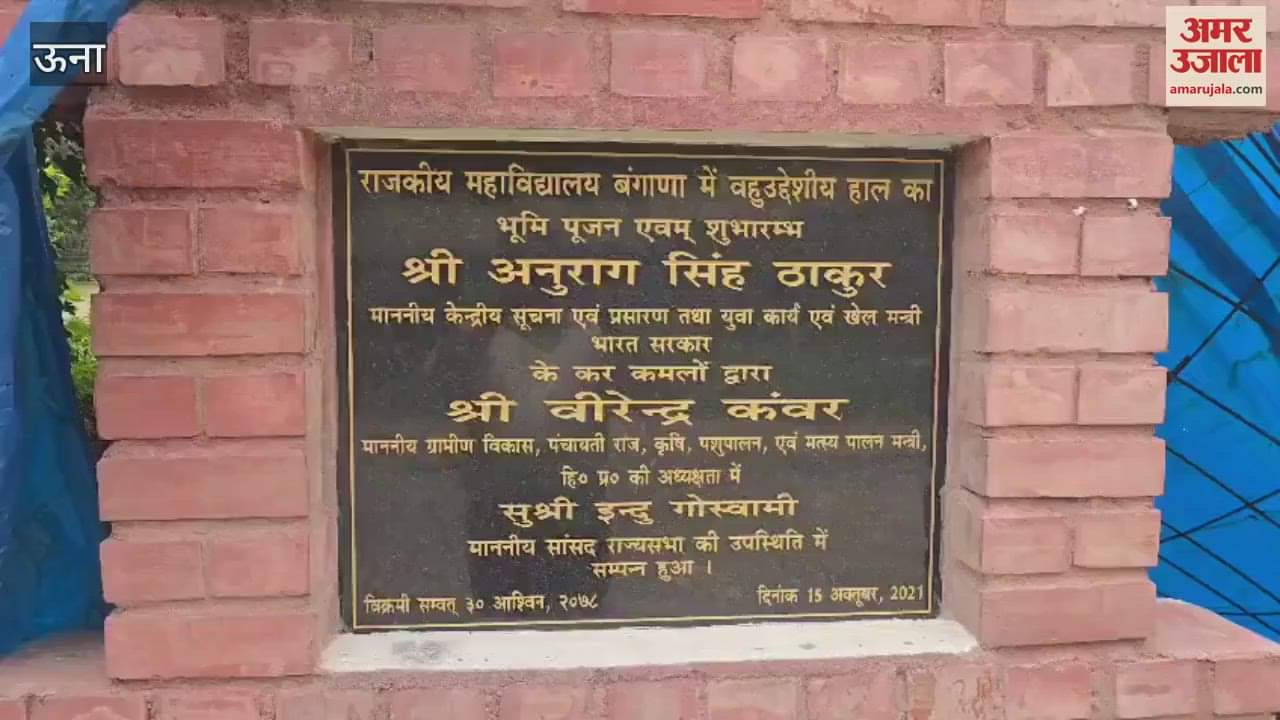 ऊना
अमर
उजाला
amarujala.com
राजकीय महाविद्यालय बंगाणा में वहुउद्देशीय हाल का
भूमि पूजन एवम् शुभारम्भ
श्री अनुराग सिंह ठाकुर
माननीय केन्द्रीय सूचना एवं प्रसारण तथा युवा कार्य एवं खेल मन्त्री
भारत सरकार
के कर कमलों द्वारा
श्री वीरेन्द्र कंवर
माननीय ग्रामीण विकास, पंचायती राज, कृषि, पशुपालन, एवं मत्स्य पालन मन्त्री,
हि० प्र० की अध्यक्षता में
सुश्री इन्दु गोस्वामी
माननीय सांसद राज्यसभा की उपस्थिति में
सम्पन्न हुआ ।
विक्रमी सम्वत् ३० आश्विन, २०७८ दिनांक 15 अक्तूबर, 2021